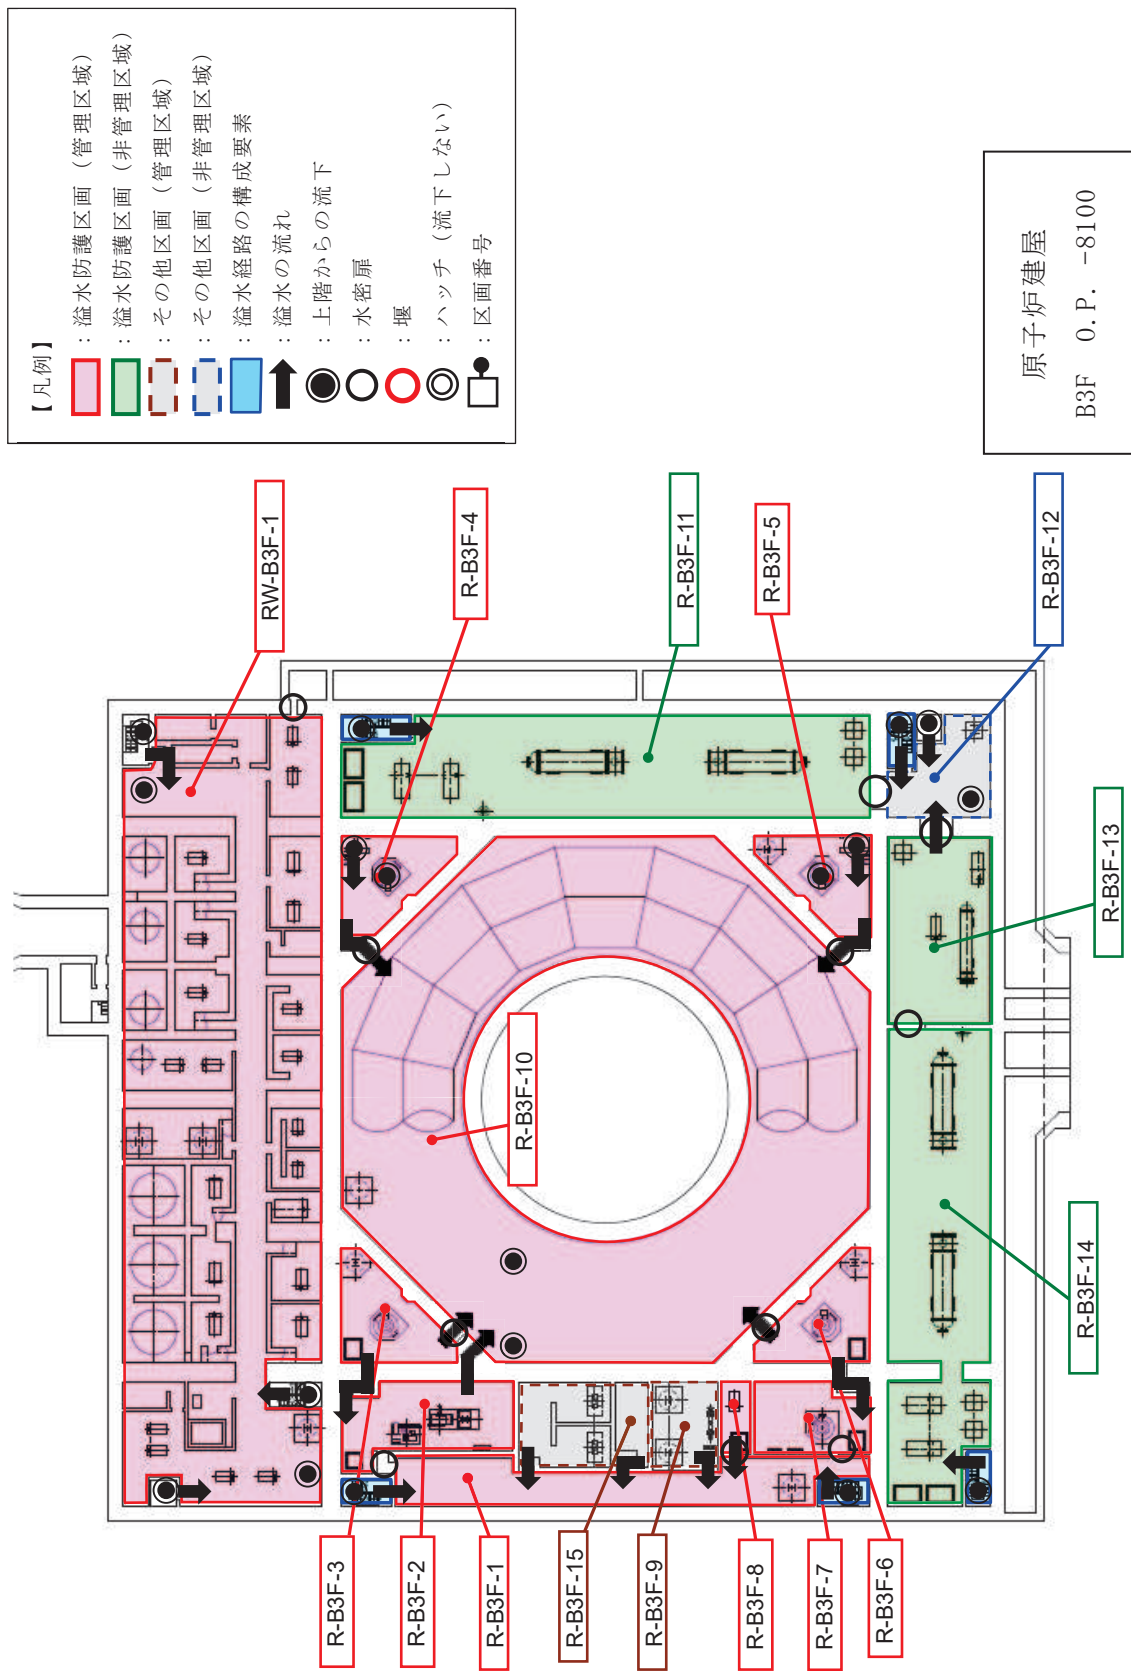 【凡例】
：溢水防護区画（管理区域）
：溢水防護区画（非管理区域）
：その他区画（管理区域）
：その他区画（非管理区域）
：溢水経路の構成要素
：溢水の流れ
：上階からの流下
：水密扉
：堰
：ハッチ（流下しない）
：区画番号
原子炉建屋
B3F O.P. -8100
RW-B3F-1
R-B3F-4
R-B3F-11
R-B3F-5
R-B3F-12
R-B3F-13
R-B3F-10
R-B3F-14
R-B3F-3
R-B3F-2
R-B3F-1
R-B3F-15
R-B3F-9
R-B3F-8
R-B3F-7
R-B3F-6